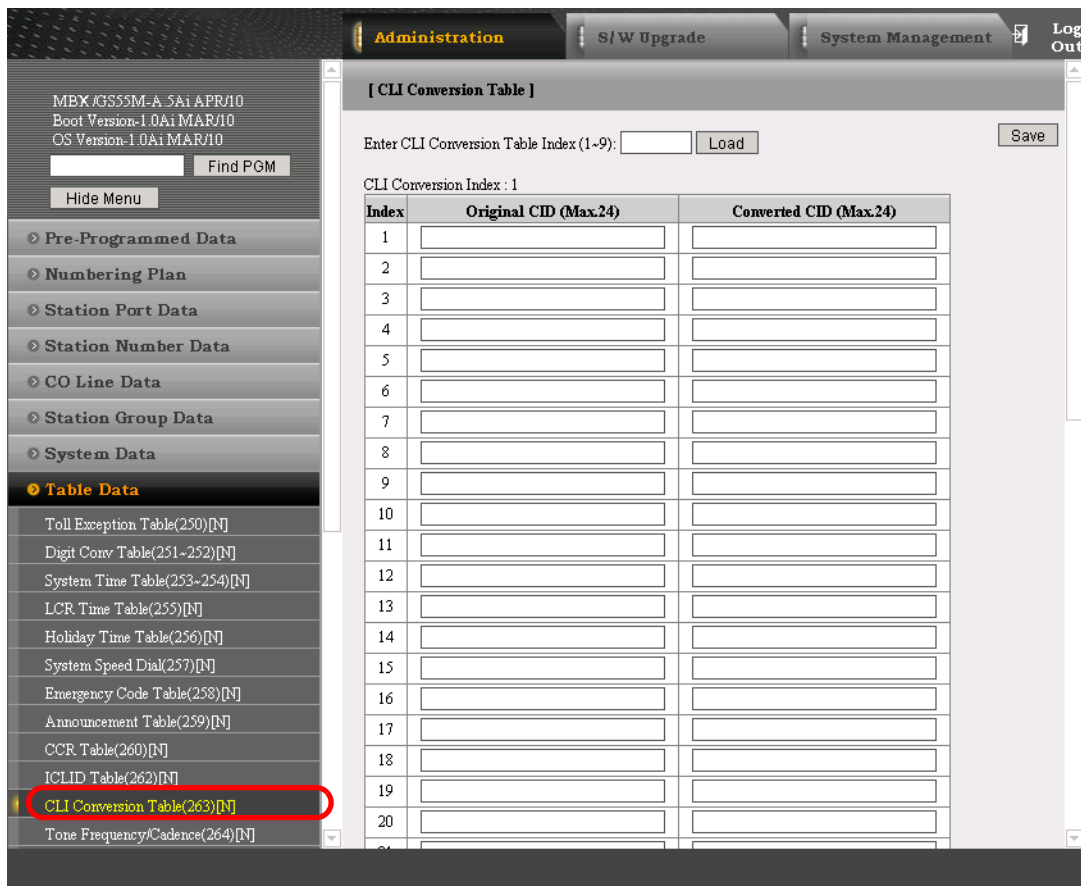 Administration
S/W Upgrade
System Management
Log Out
MBX /GS55M-A.5Ai APR/10
Boot Version-1.0Ai MAR/10
OS Version-1.0Ai MAR/10
Find PGM
Hide Menu
Pre-Programmed Data
Numbering Plan
Station Port Data
Station Number Data
CO Line Data
Station Group Data
System Data
Table Data
Toll Exception Table(250)[N]
Digit Conv Table(251~252)[N]
System Time Table(253~254)[N]
LCR Time Table(255)[N]
Holiday Time Table(256)[N]
System Speed Dial(257)[N]
Emergency Code Table(258)[N]
Announcement Table(259)[N]
CCR Table(260)[N]
ICLID Table(262)[N]
CLI Conversion Table(263)[N]
Tone Frequency/Cadence(264)[N]
[ CLI Conversion Table ]
Enter CLI Conversion Table Index (1~9): Load
Save
CLI Conversion Index : 1
Index Original CID (Max.24) Converted CID (Max.24)
1
2
3
4
5
6
7
8
9
10
11
12
13
14
15
16
17
18
19
20